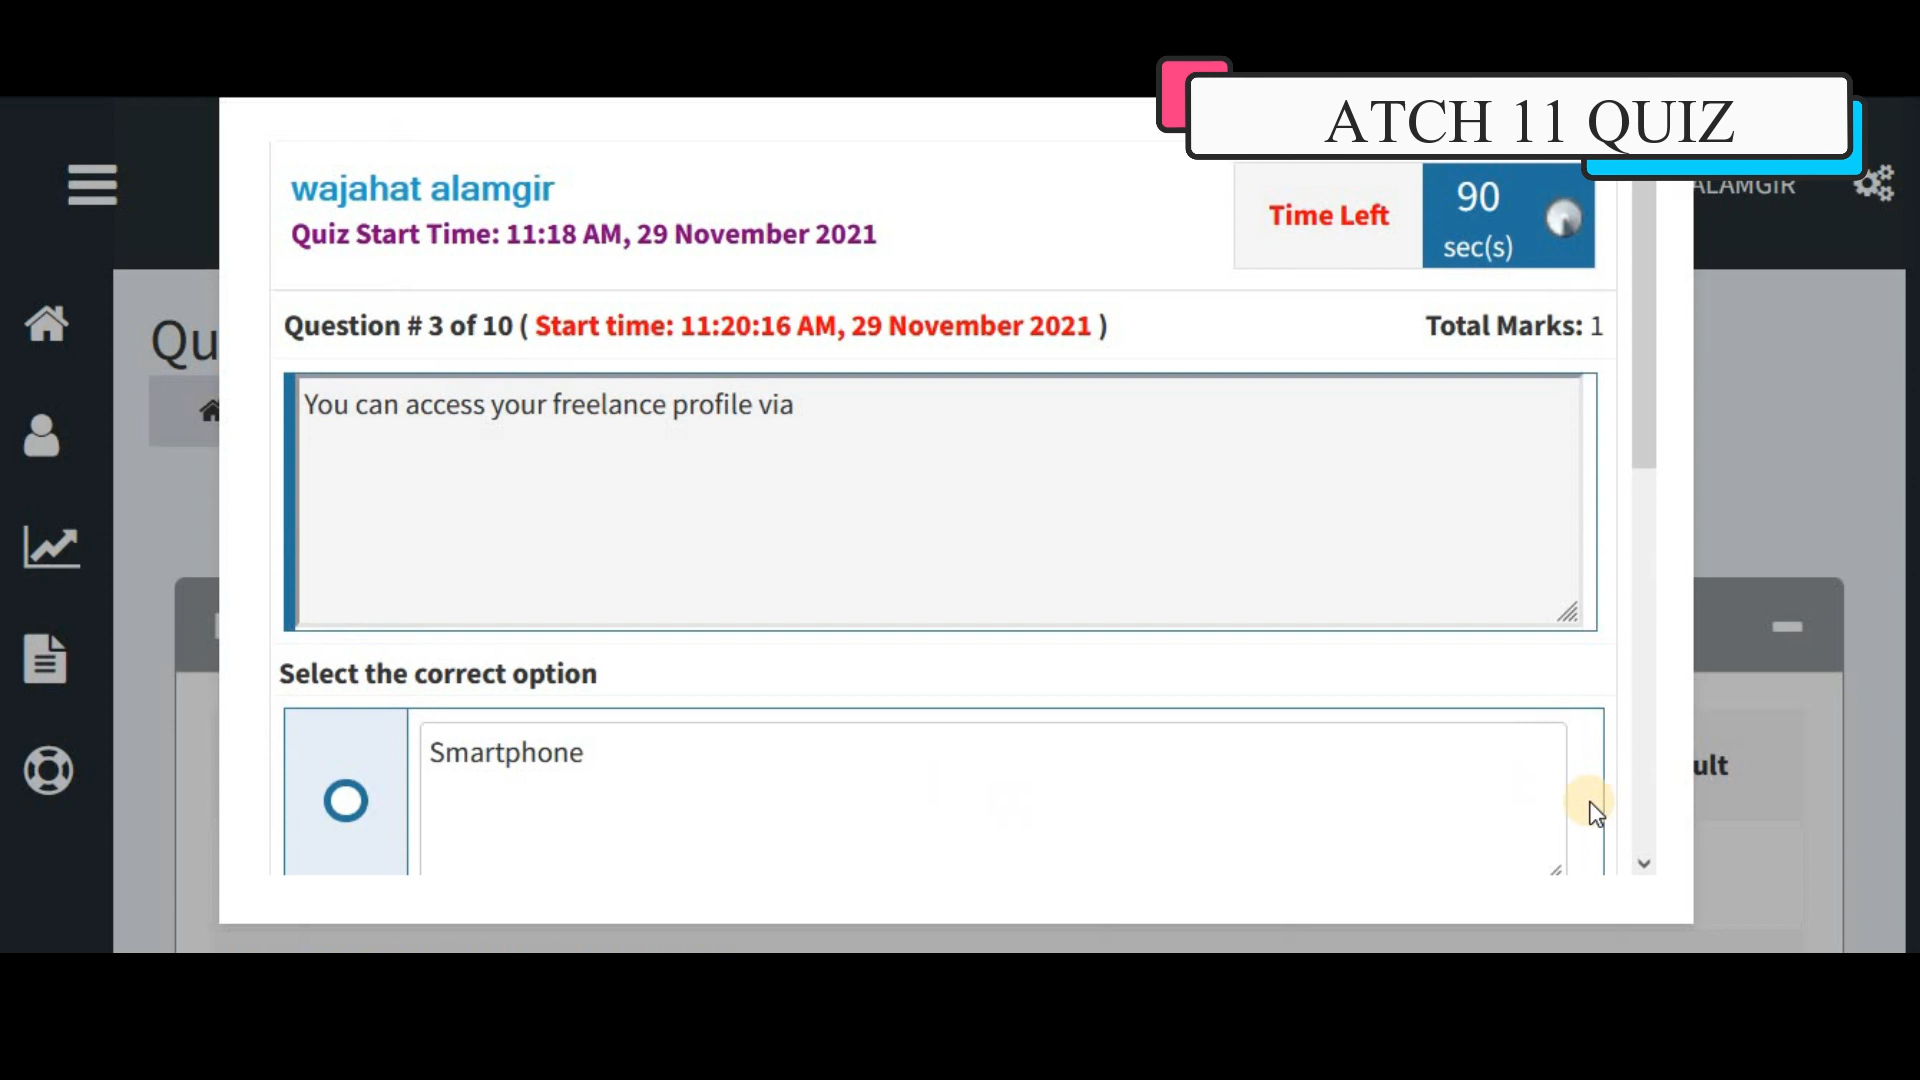 ATCH 11 QUIZ
wajahat alamgir
Quiz Start Time: 11:18 AM, 29 November 2021
Time Left
90
sec(s)
ALAMGIR
Question # 3 of 10 ( Start time: 11:20:16 AM, 29 November 2021 )
Total Marks: 1
Qu
You can access your freelance profile via
Select the correct option
Smartphone
ult